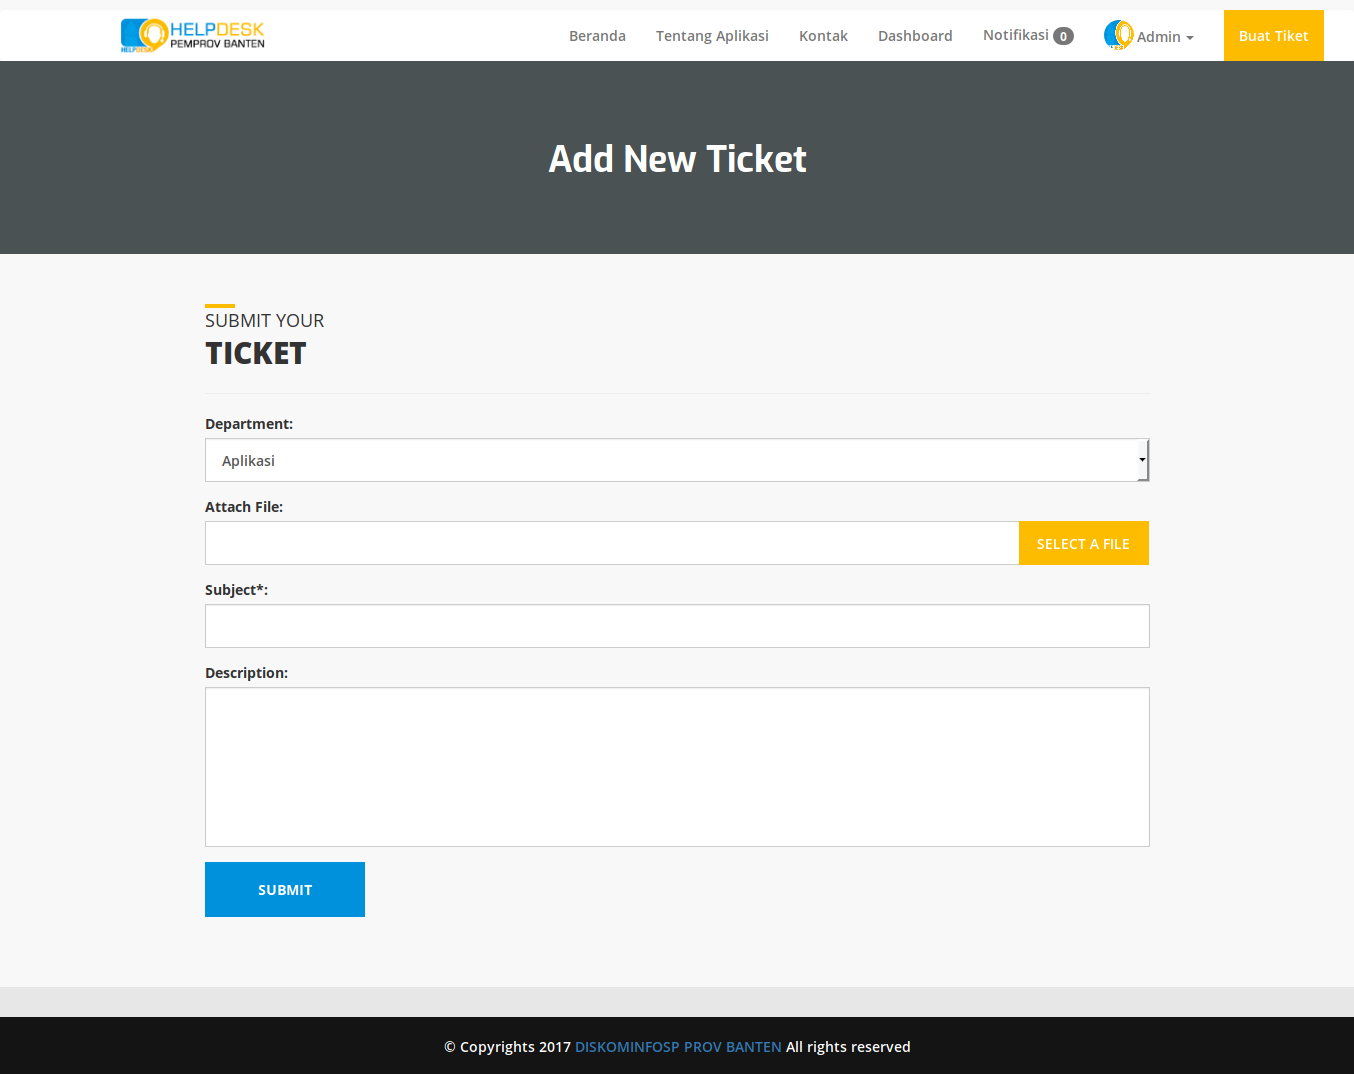 HELPDESK
PEMPROV BANTEN
HELPDESK
Beranda Tentang Aplikasi Kontak Dashboard Notifikasi 0 Admin Buat Tiket
Add New Ticket
SUBMIT YOUR
TICKET
Department:
Aplikasi
Attach File:
SELECT A FILE
Subject*:
Description:
SUBMIT
© Copyrights 2017 DISKOMINFOSP PROV BANTEN All rights reserved